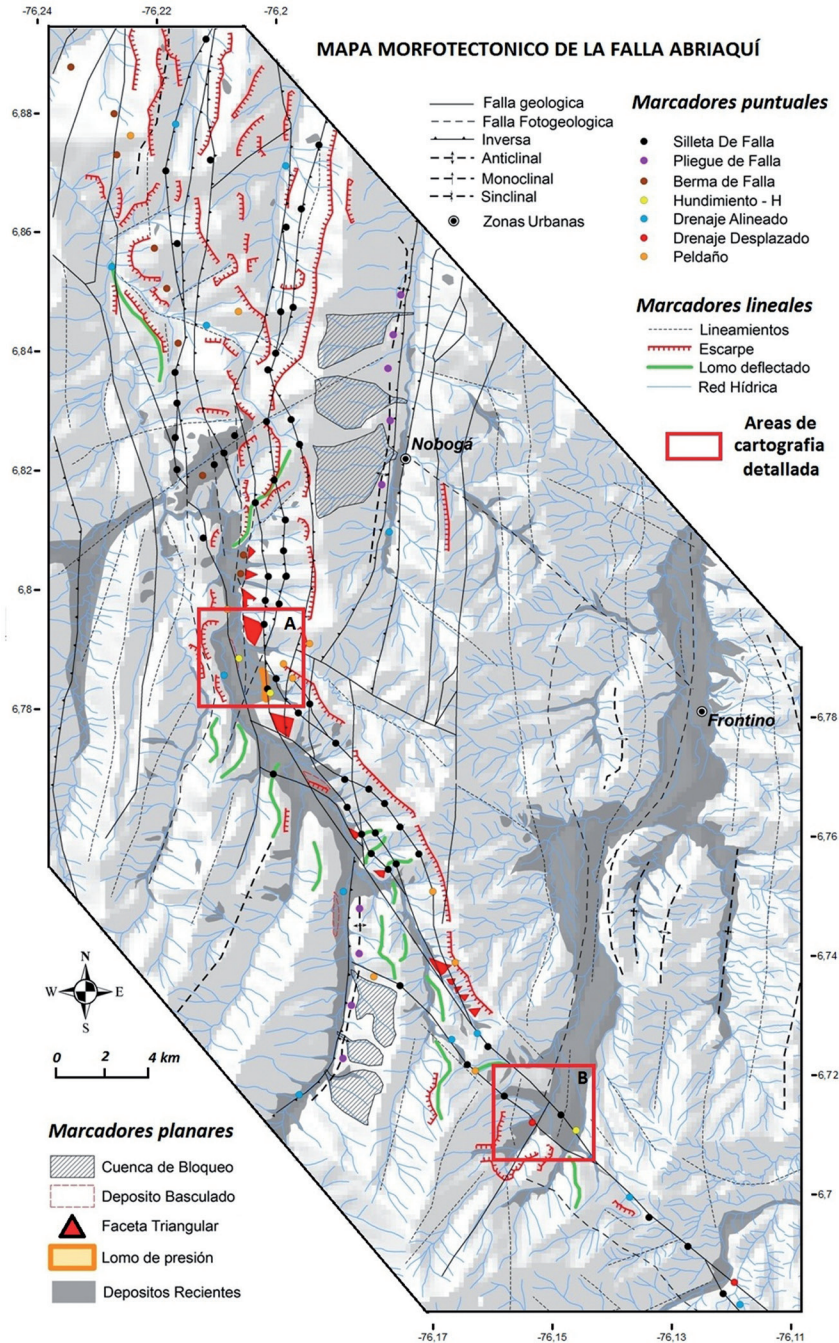 -76,24
-76,22
-76,2
MAPA MORFOTECTONICO DE LA FALLA ABRIAQUÍ
Falla geologica
Falla Fotogeologica
Inversa
Anticlinal
Monoclinal
Sinclinal
Zonas Urbanas
Marcadores puntuales
Silleta De Falla
Pliegue de Falla
Berma de Falla
Hundimiento - H
Drenaje Alineado
Drenaje Desplazado
Peldaño
Marcadores lineales
Lineamientos
Escarpe
Lomo deflectado
Red Hídrica
Areas de
cartografia
detallada
6,88
6,86
6,84
6,82
6,8
6,78
Nobogá
A
Frontino
6,78
6,76
6,74
6,72
6,7
B
N
W E
S
0 2 4 km
Marcadores planares
Cuenca de Bloqueo
Deposito Basculado
Faceta Triangular
Lomo de presión
Depositos Recientes
-76,17
-76,15
-76,13
-76,11